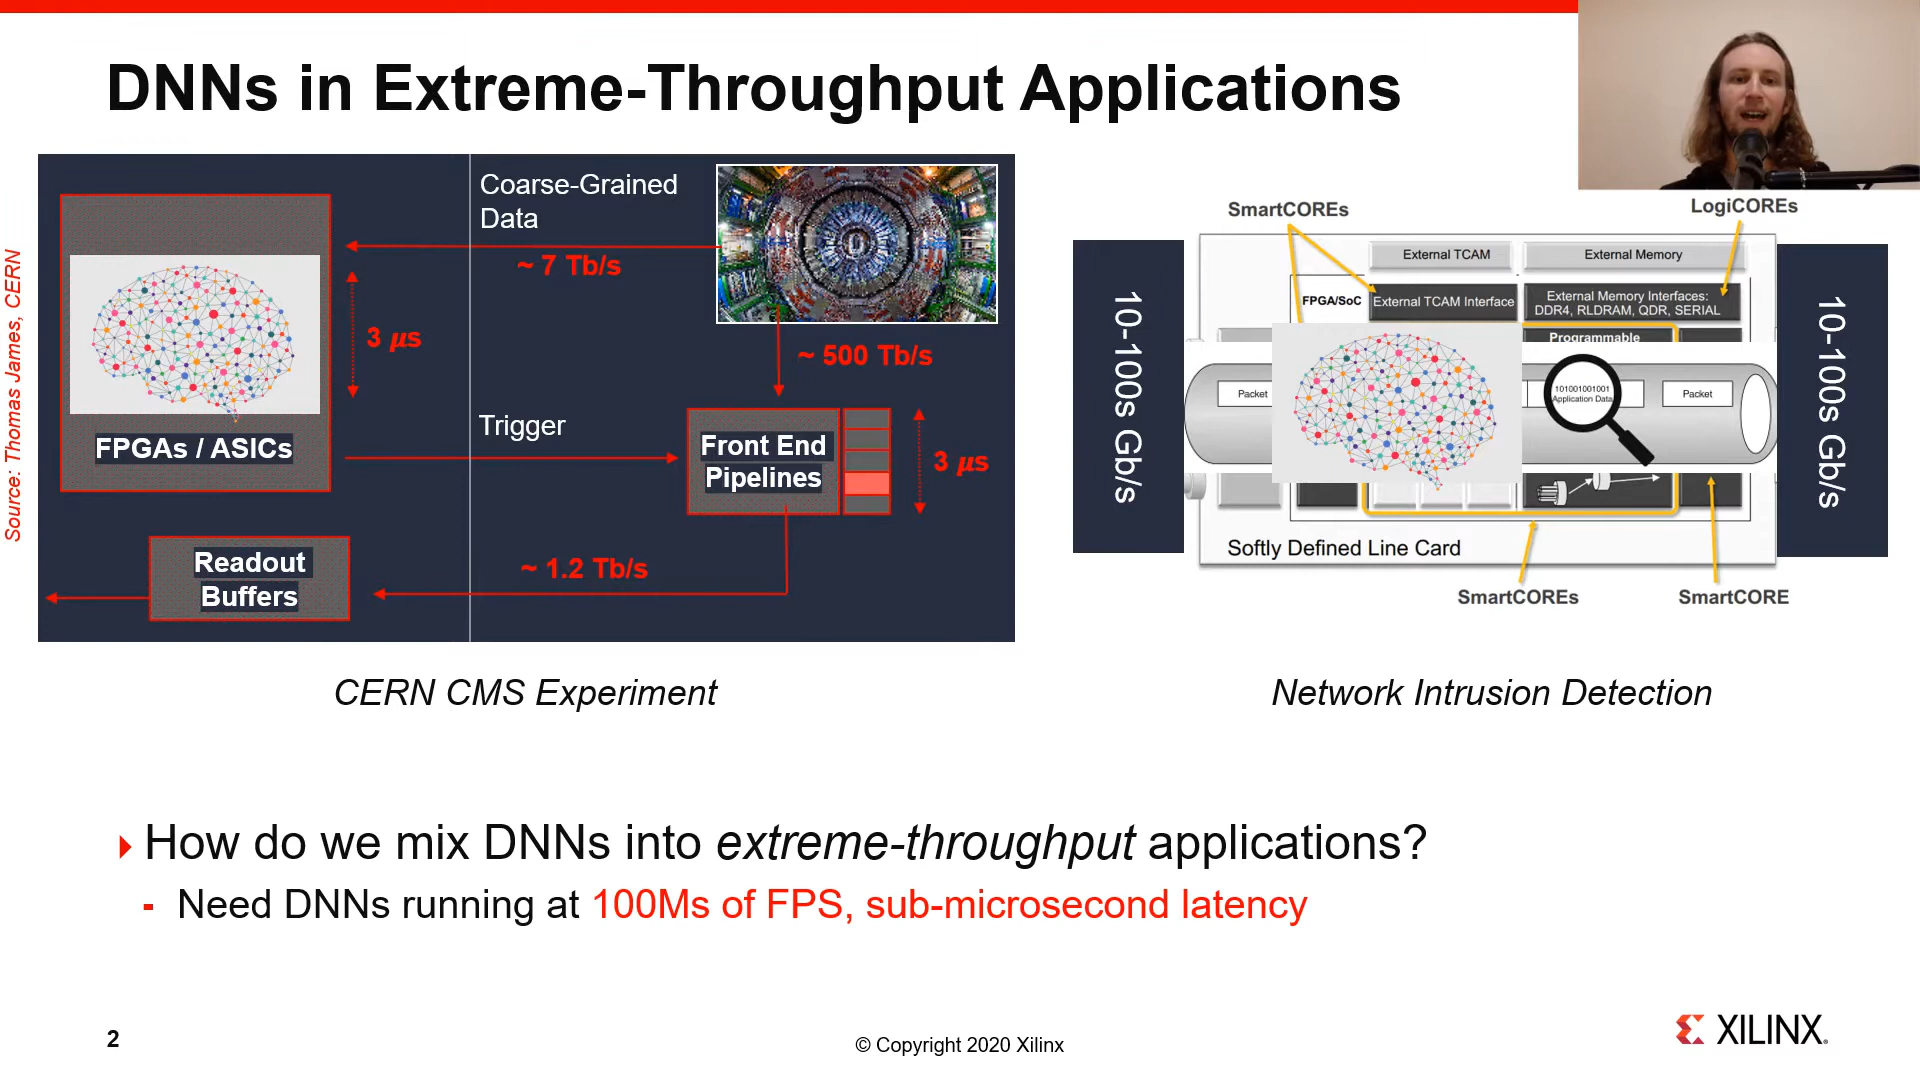 DNNs in Extreme-Throughput Applications
Source: Thomas James, CERN
Coarse-Grained
Data
~ 7 Tb/s
3 µs
~ 500 Tb/s
FPGAs / ASICs
Trigger
Front End
Pipelines
3 µs
~ 1.2 Tb/s
Readout
Buffers
CERN CMS Experiment
SmartCOREs
LogiCOREs
10-100s Gb/s
External TCAM
External Memory
FPGA/SoC
External TCAM Interface
External Memory Interfaces:
DDR4, RLDRAM, QDR, SERIAL
Programmable
Packet
101001001001
Application Data
Packet
10-100s Gb/s
Softly Defined Line Card
SmartCOREs
SmartCORE
Network Intrusion Detection
How do we mix DNNs into extreme-throughput applications?
- Need DNNs running at 100Ms of FPS, sub-microsecond latency
2
© Copyright 2020 Xilinx
XILINX.